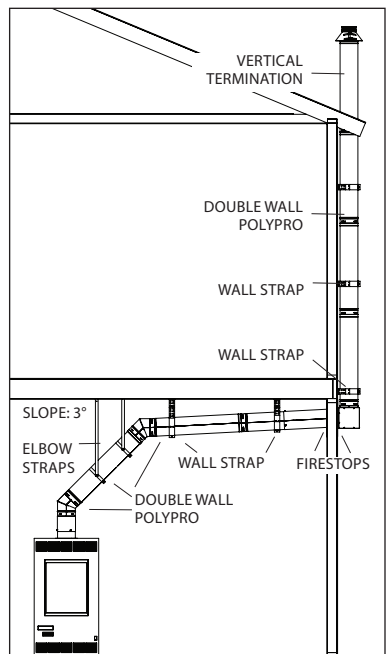 VERTICAL
TERMINATION
DOUBLE WALL
POLYPRO
WALL STRAP
WALL STRAP
SLOPE: 3°
ELBOW
STRAPS
WALL STRAP
FIRESTOPS
DOUBLE WALL
POLYPRO